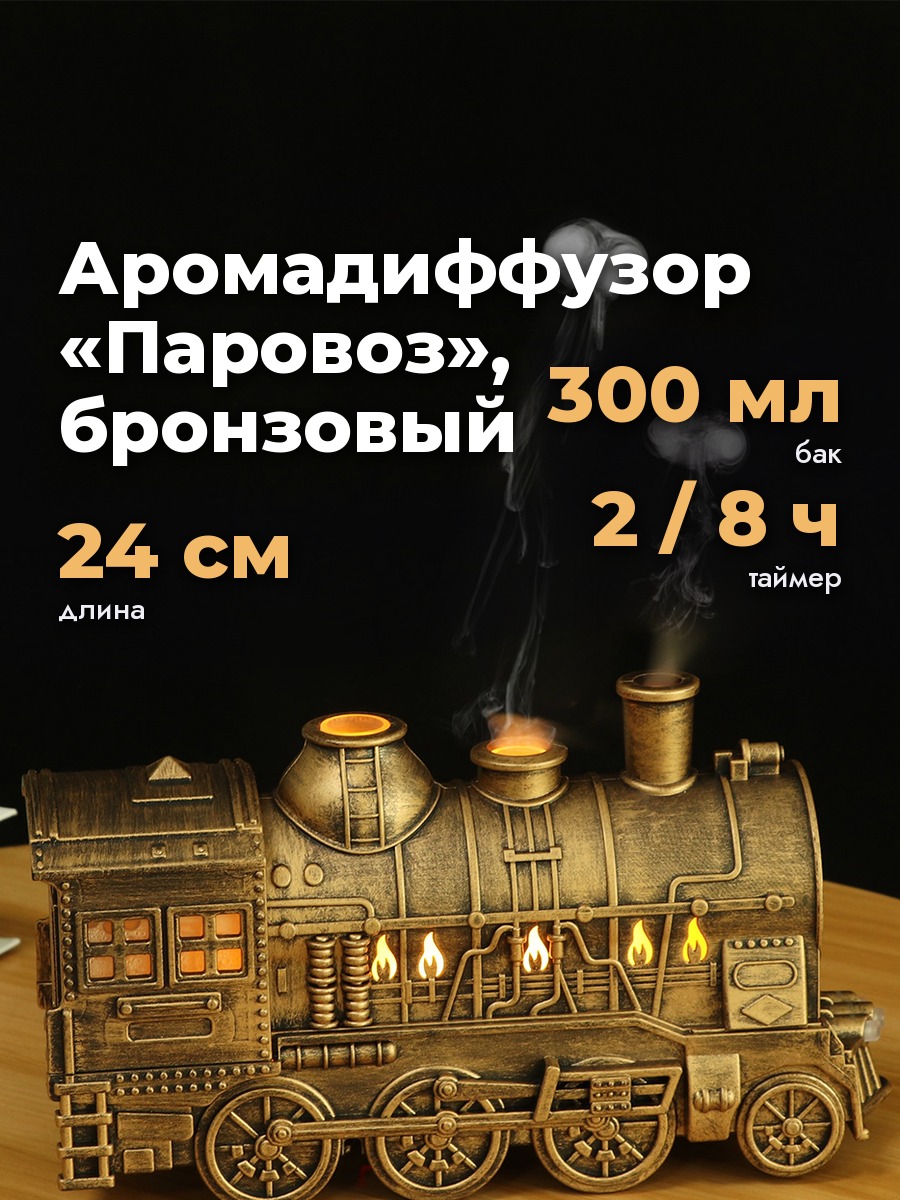 Аромадиффузор
«Паровоз»,
бронзовый
300 мл
бак
2 / 8 ч
таймер
24 см
длина